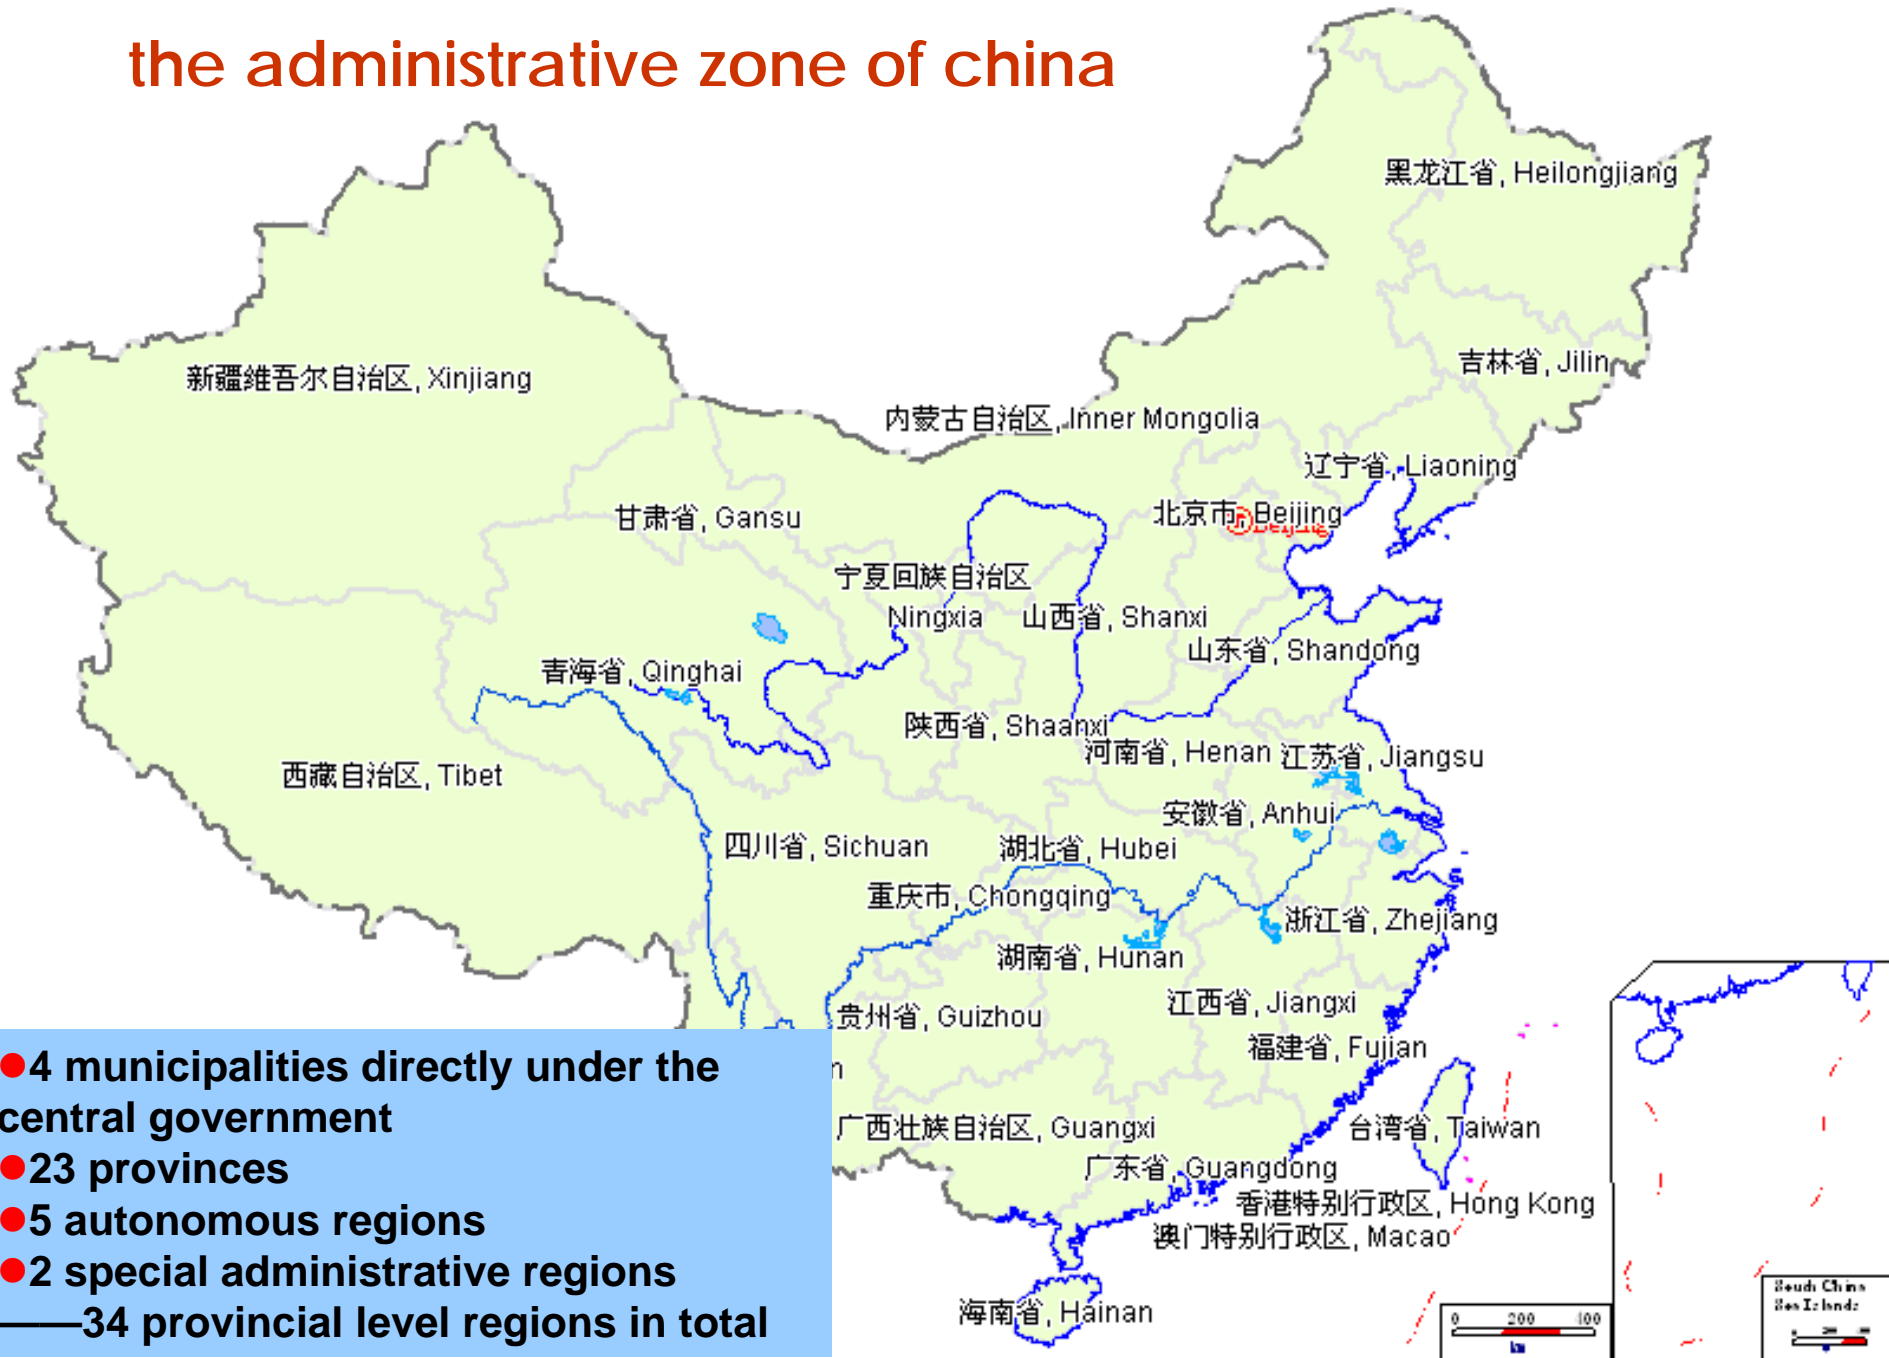 the administrative zone of china
黑龙江省, Heilongjiang
吉林省, Jilin
新疆維吾尔自治区, Xinjiang
内蒙古自治区, Inner Mongolia
辽宁省, Liaoning
甘肃省, Gansu
北京市, Beijing
Beijing
宁夏回族自治区
Ningxia
山西省, Shanxi
山东省, Shandong
青海省, Qinghai
陕西省, Shaanxi
河南省, Henan
江苏省, Jiangsu
西藏自治区, Tibet
安徽省, Anhui
四川省, Sichuan
湖北省, Hubei
重庆市, Chongqing
浙江省, Zhejiang
湖南省, Hunan
江西省, Jiangxi
贵州省, Guizhou
福建省, Fujian
n
广西壮族自治区, Guangxi
台湾省, Taiwan
广东省, Guangdong
香港特别行政区, Hong Kong
澳门特别行政区, Macao
海南省, Hainan
●4 municipalities directly under the
central government
●23 provinces
●5 autonomous regions
●2 special administrative regions
——34 provincial level regions in total
0 200 400
km
South China
Sea Islands